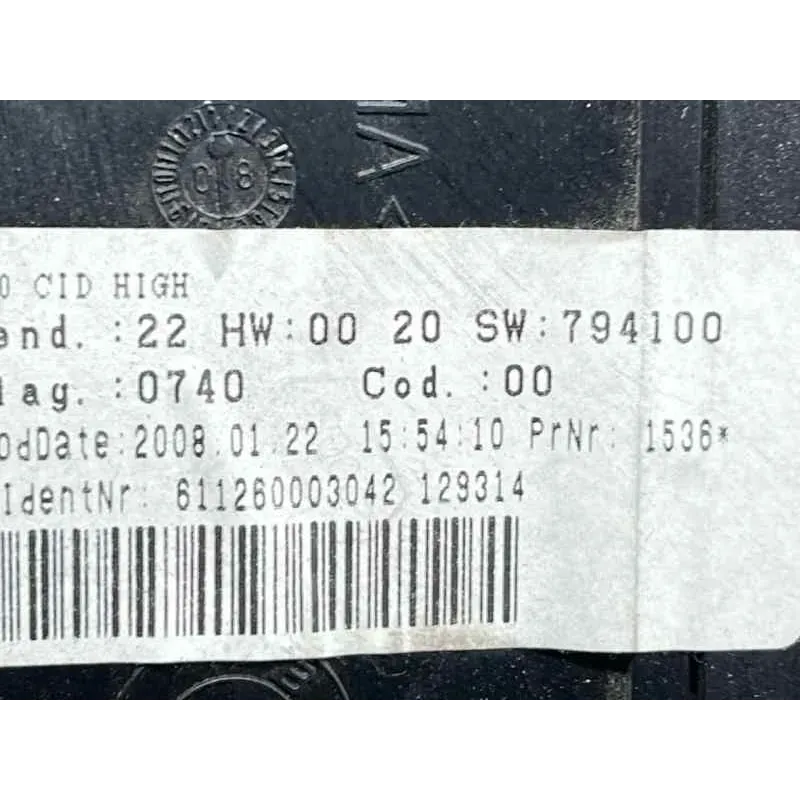 08
0 CID HIGH
and.:22 HW:00 20 SW:794100
iag.:0740 Cod.:00
odDate:2008.01.22 15:54:10 PrNr: 1536*
IdentNr: 611260003042 129314